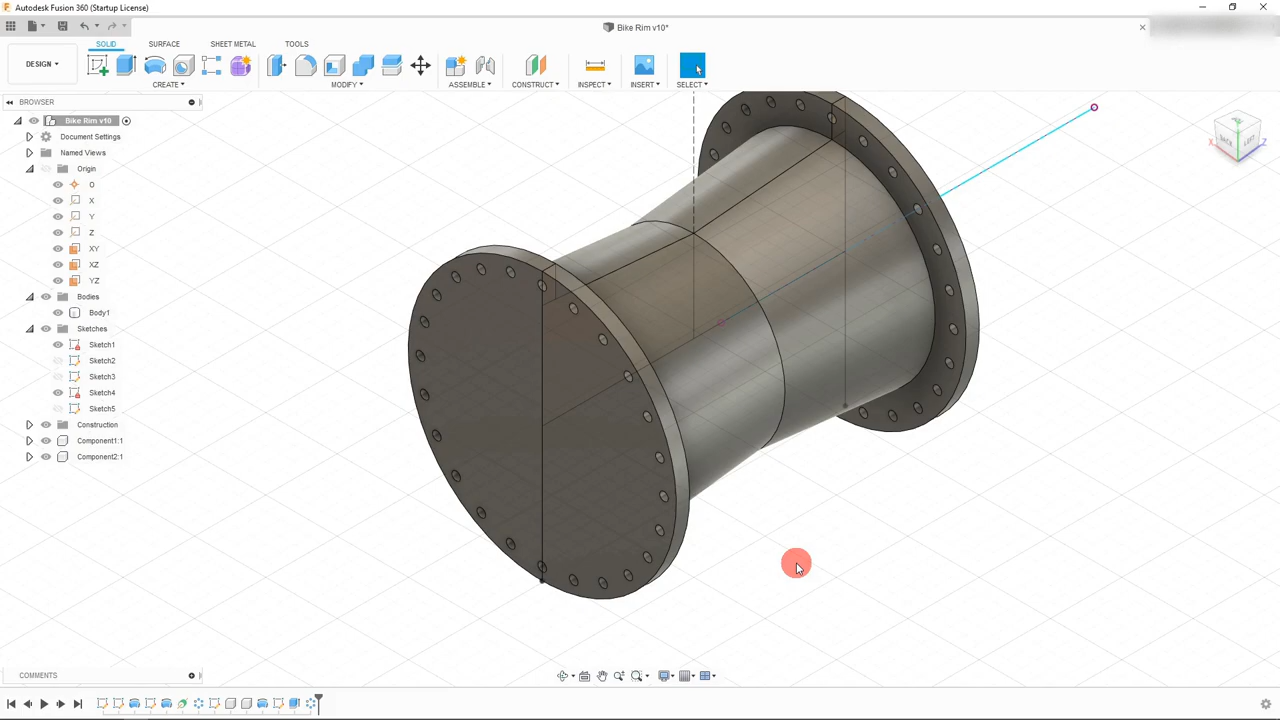 Autodesk Fusion 360 (Startup License)
Bike Rim v10*
DESIGN
SOLID SURFACE SHEET METAL TOOLS
CREATE MODIFY ASSEMBLE CONSTRUCT INSPECT INSERT SELECT
BROWSER
Bike Rim v10
Document Settings
Named Views
Origin
O
X
Y
Z
XY
XZ
YZ
Bodies
Body1
Sketches
Sketch1
Sketch2
Sketch3
Sketch4
Sketch5
Construction
Component1:1
Component2:1
BACK LEFT
X Z
COMMENTS